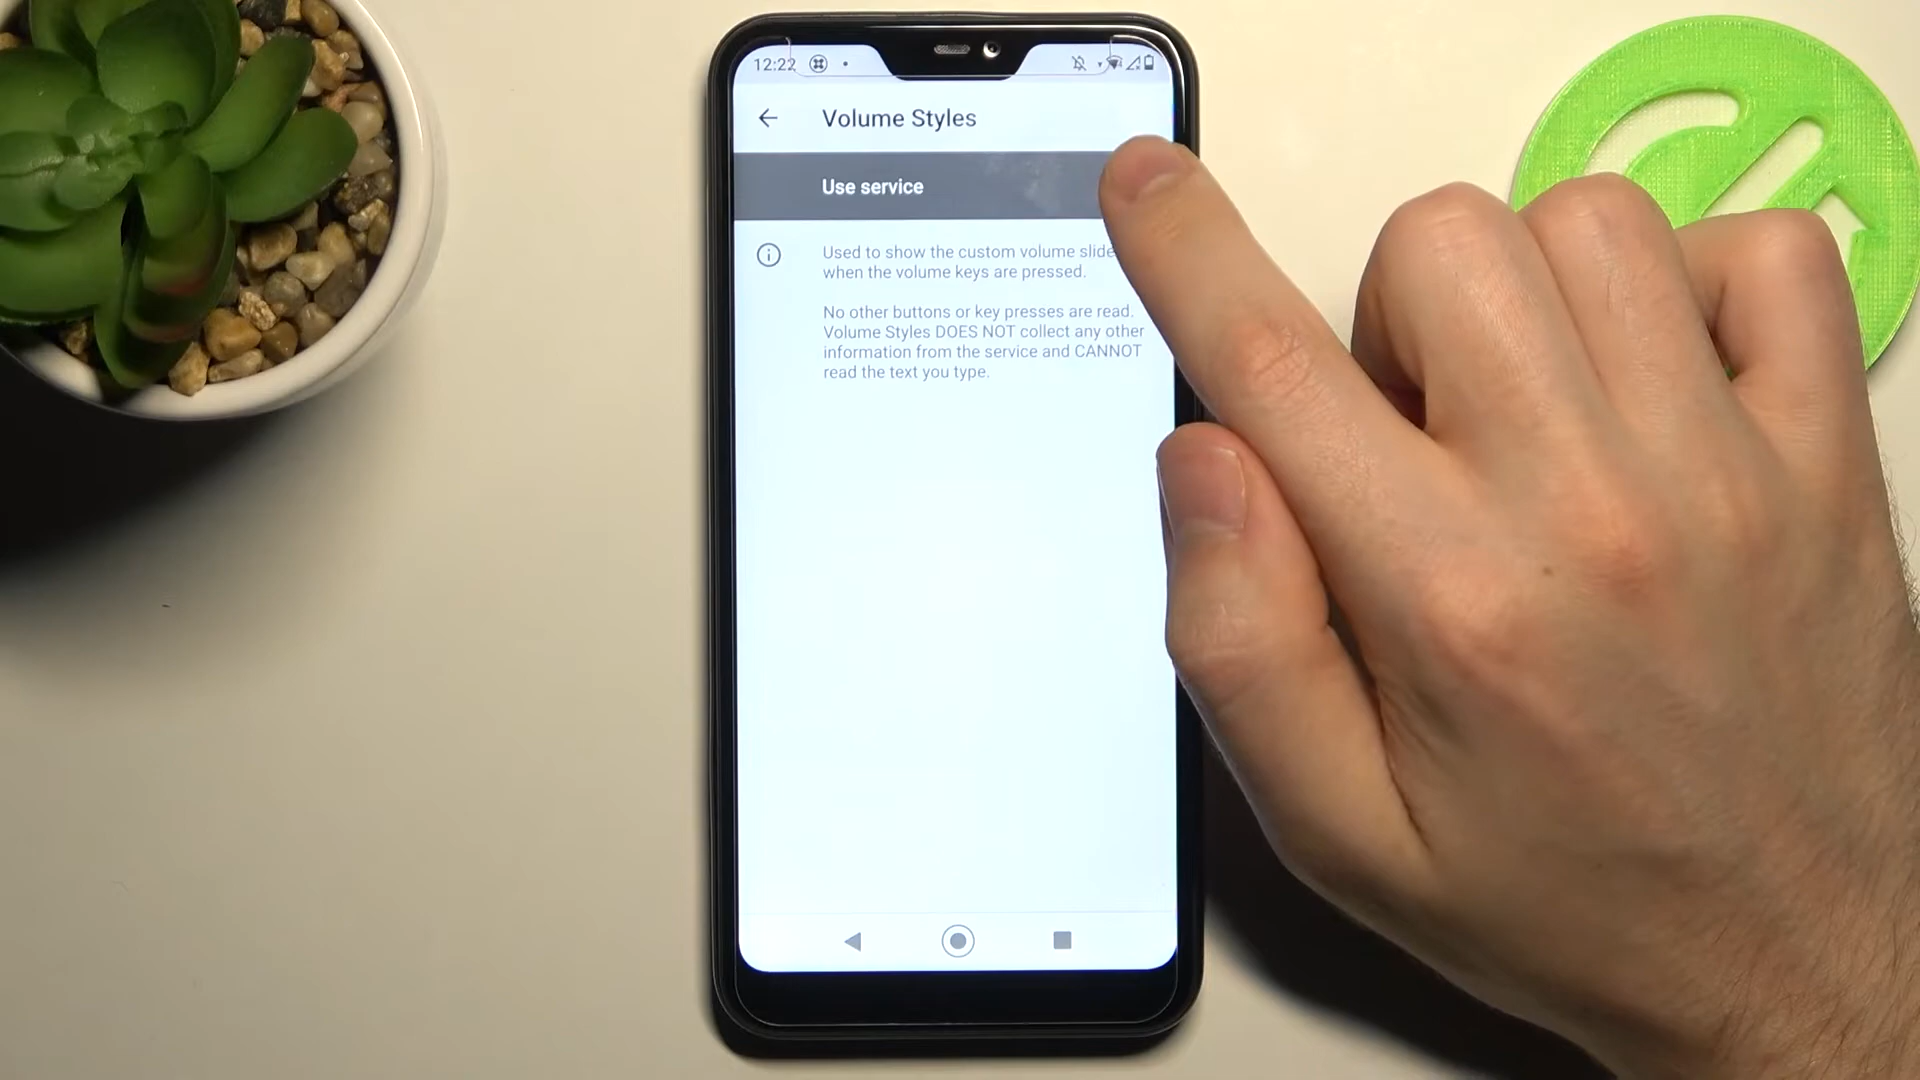 12:22
Volume Styles
Use service
Used to show the custom volume slide
when the volume keys are pressed.
No other buttons or key presses are read.
Volume Styles DOES NOT collect any other
information from the service and CANNOT
read the text you type.